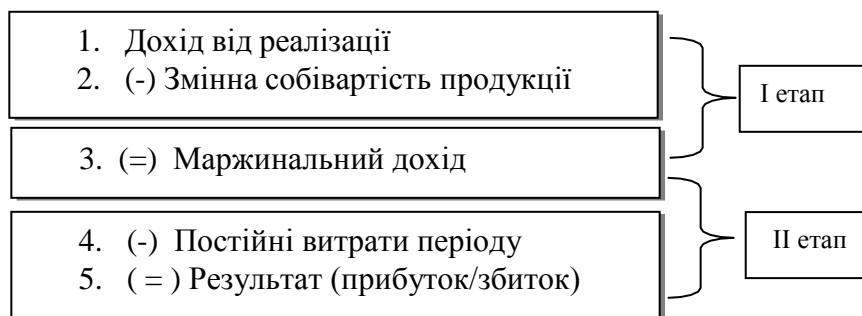 1. Дохід від реалізації
2. (-) Змінна собівартість продукції
І етап
3. (=) Маржинальний дохід
4. (-) Постійні витрати періоду
5. ( = ) Результат (прибуток/збиток)
ІІ етап